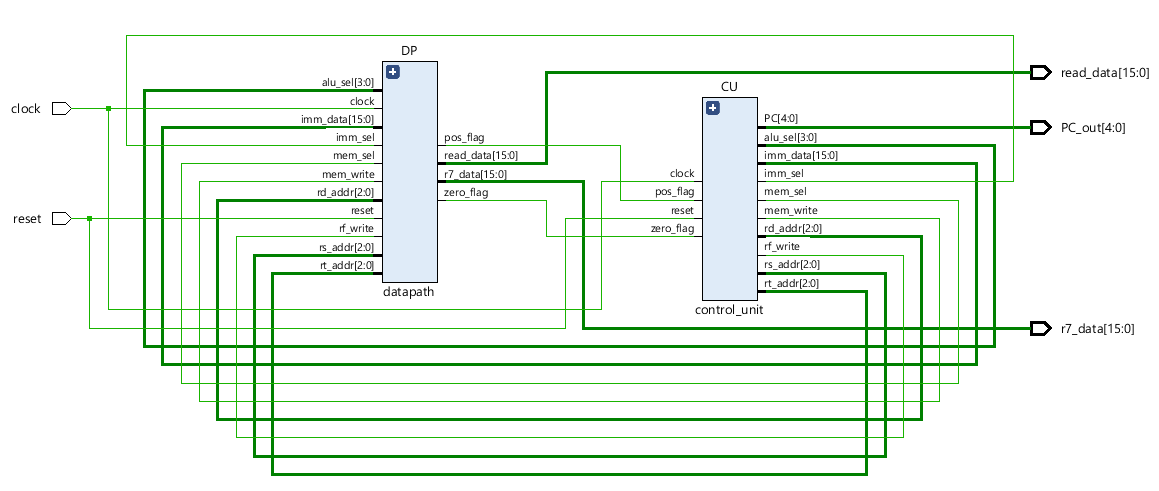 DP
alu_sel[3:0]
clock
imm_data[15:0]
imm_sel
mem_sel
mem_write
rd_addr[2:0]
reset
rf_write
rs_addr[2:0]
rt_addr[2:0]
pos_flag
read_data[15:0]
r7_data[15:0]
zero_flag
datapath
CU
clock
pos_flag
reset
zero_flag
PC[4:0]
alu_sel[3:0]
imm_data[15:0]
imm_sel
mem_sel
mem_write
rd_addr[2:0]
rf_write
rs_addr[2:0]
rt_addr[2:0]
control_unit
clock
reset
read_data[15:0]
PC_out[4:0]
r7_data[15:0]